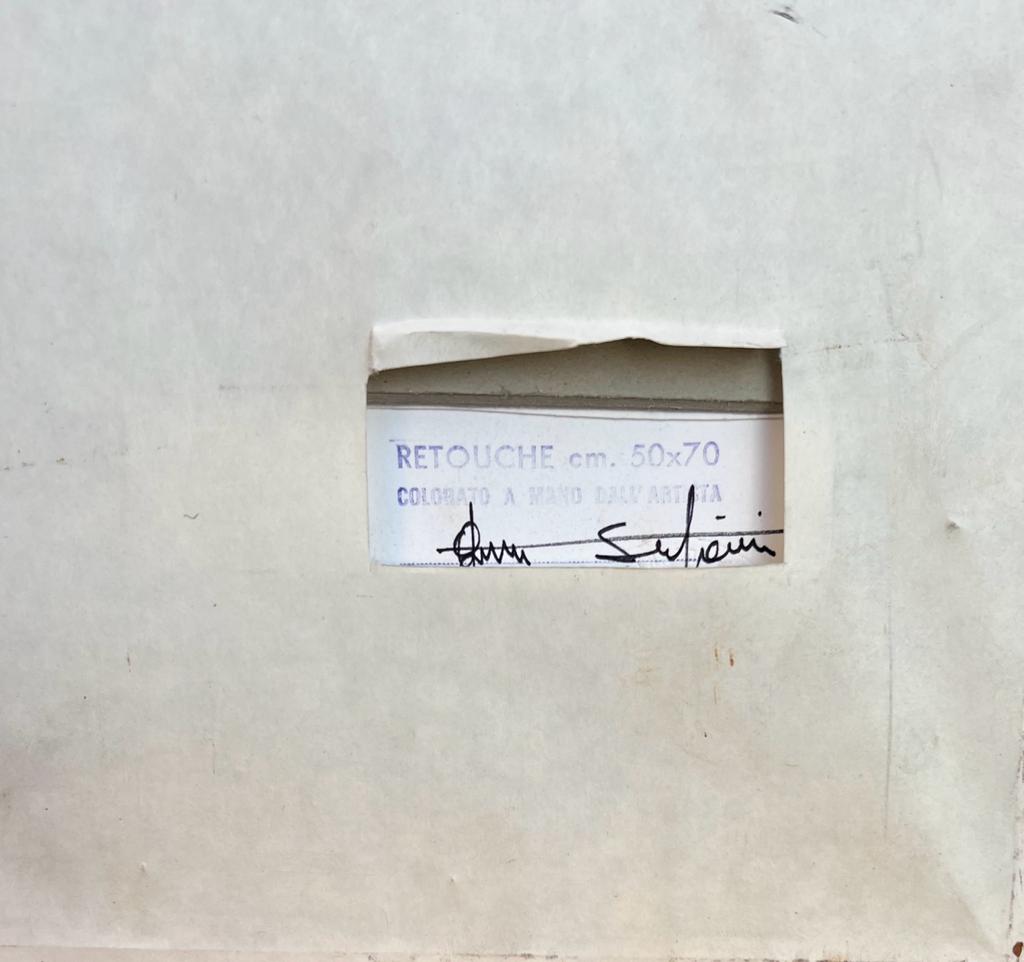 RETOUCHE cm. 50x70
COLORATO A MANO DALL'ARTISTA